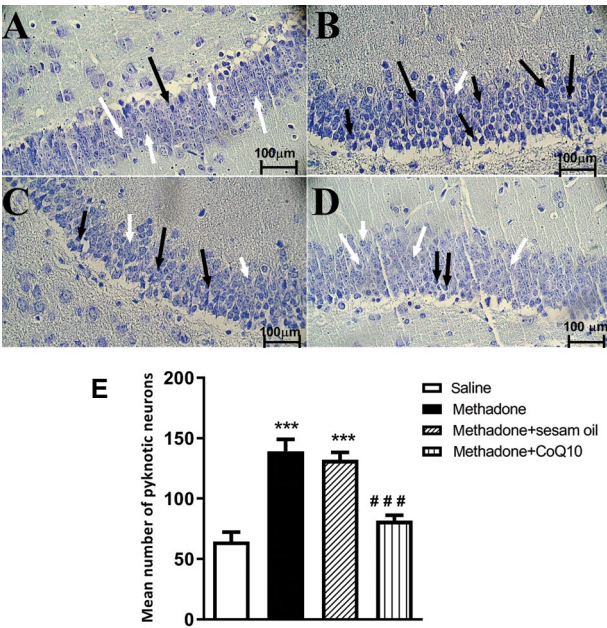 A
100μm
B
100μm
C
100μm
D
100 μm
E
Mean number of pyknotic neurons
200
150
100
50
0
***
***
###
Saline
Methadone
Methadone+sesam oil
Methadone+CoQ10